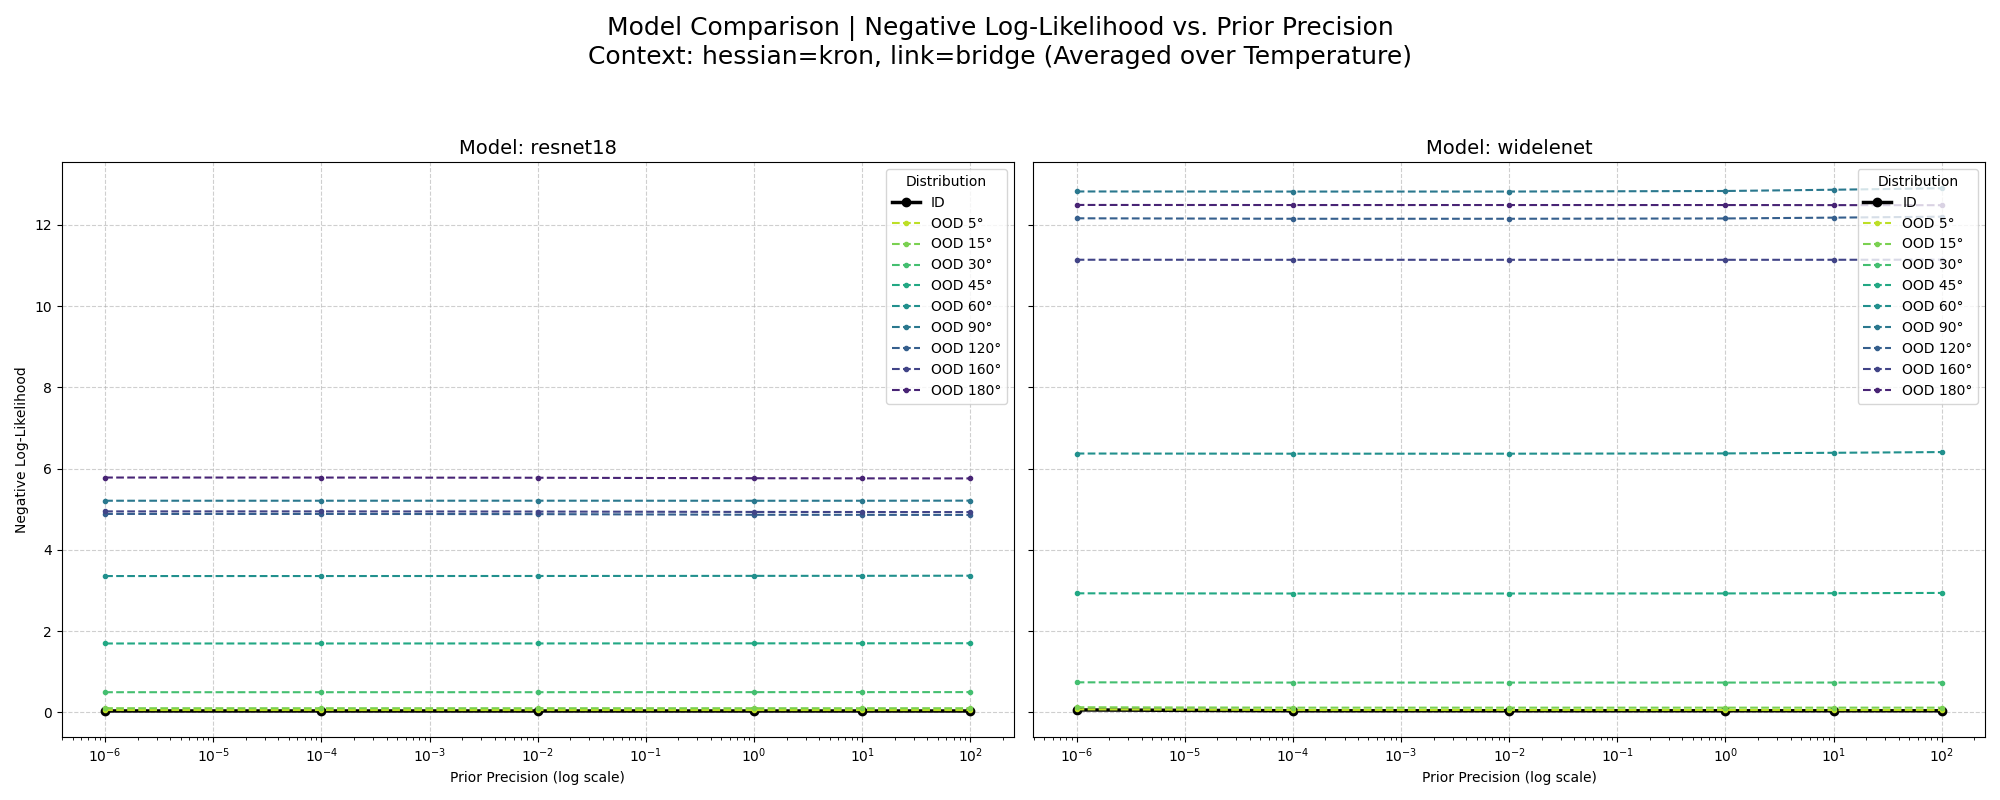 Model Comparison | Negative Log-Likelihood vs. Prior Precision
Context: hessian=kron, link=bridge (Averaged over Temperature)
Model: resnet18
Negative Log-Likelihood
12
10
8
6
4
2
0
10⁻⁶
10⁻⁵
10⁻⁴
10⁻³
10⁻²
10⁻¹
10⁰
10¹
10²
Prior Precision (log scale)
Distribution
ID
OOD 5°
OOD 15°
OOD 30°
OOD 45°
OOD 60°
OOD 90°
OOD 120°
OOD 160°
OOD 180°
Model: widelenet
10⁻⁶
10⁻⁵
10⁻⁴
10⁻³
10⁻²
10⁻¹
10⁰
10¹
10²
Prior Precision (log scale)
Distribution
ID
OOD 5°
OOD 15°
OOD 30°
OOD 45°
OOD 60°
OOD 90°
OOD 120°
OOD 160°
OOD 180°